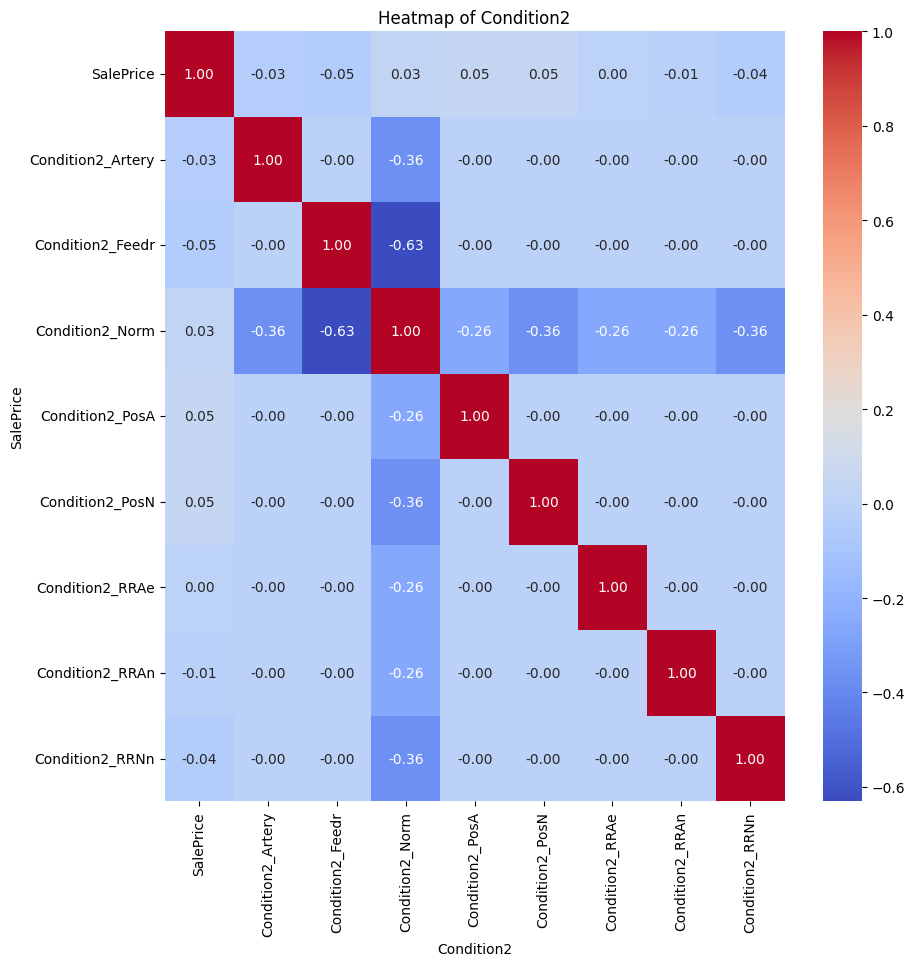 Heatmap of Condition2
SalePrice 1.00 -0.03 -0.05 0.03 0.05 0.05 0.00 -0.01 -0.04
Condition2_Artery -0.03 1.00 -0.00 -0.36 -0.00 -0.00 -0.00 -0.00 -0.00
Condition2_Feedr -0.05 -0.00 1.00 -0.63 -0.00 -0.00 -0.00 -0.00 -0.00
Condition2_Norm 0.03 -0.36 -0.63 1.00 -0.26 -0.36 -0.26 -0.26 -0.36
Condition2_PosA 0.05 -0.00 -0.00 -0.26 1.00 -0.00 -0.00 -0.00 -0.00
Condition2_PosN 0.05 -0.00 -0.00 -0.36 -0.00 1.00 -0.00 -0.00 -0.00
Condition2_RRAe 0.00 -0.00 -0.00 -0.26 -0.00 -0.00 1.00 -0.00 -0.00
Condition2_RRAn -0.01 -0.00 -0.00 -0.26 -0.00 -0.00 -0.00 1.00 -0.00
Condition2_RRNn -0.04 -0.00 -0.00 -0.36 -0.00 -0.00 -0.00 -0.00 1.00
SalePrice
SalePrice
Condition2_Artery
Condition2_Feedr
Condition2_Norm
Condition2_PosA
Condition2_PosN
Condition2_RRAe
Condition2_RRAn
Condition2_RRNn
Condition2
1.0
0.8
0.6
0.4
0.2
0.0
−0.2
−0.4
−0.6